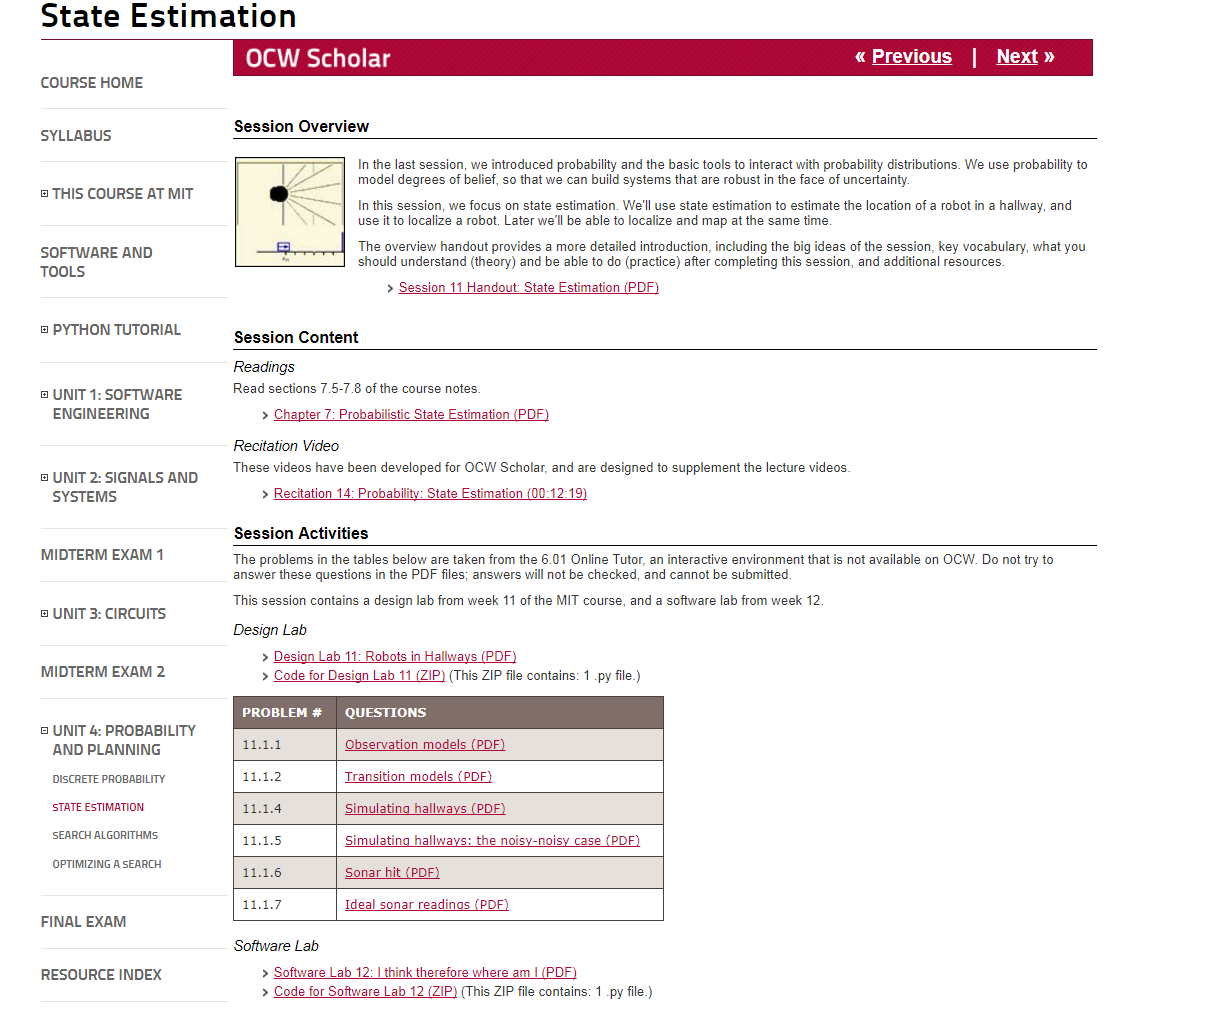 State Estimation
OCW Scholar
« Previous | Next »
COURSE HOME
SYLLABUS
THIS COURSE AT MIT
SOFTWARE AND
TOOLS
PYTHON TUTORIAL
UNIT 1: SOFTWARE
ENGINEERING
UNIT 2: SIGNALS AND
SYSTEMS
MIDTERM EXAM 1
UNIT 3: CIRCUITS
MIDTERM EXAM 2
UNIT 4: PROBABILITY
AND PLANNING
DISCRETE PROBABILITY
STATE ESTIMATION
SEARCH ALGORITHMS
OPTIMIZING A SEARCH
FINAL EXAM
RESOURCE INDEX
Session Overview
In the last session, we introduced probability and the basic tools to interact with probability distributions. We use probability to
model degrees of belief, so that we can build systems that are robust in the face of uncertainty.
In this session, we focus on state estimation. We'll use state estimation to estimate the location of a robot in a hallway, and
use it to localize a robot. Later we'll be able to localize and map at the same time.
The overview handout provides a more detailed introduction, including the big ideas of the session, key vocabulary, what you
should understand (theory) and be able to do (practice) after completing this session, and additional resources.
Session 11 Handout: State Estimation (PDF)
Session Content
Readings
Read sections 7.5-7.8 of the course notes.
Chapter 7: Probabilistic State Estimation (PDF)
Recitation Video
These videos have been developed for OCW Scholar, and are designed to supplement the lecture videos.
Recitation 14: Probability: State Estimation (00:12:19)
Session Activities
The problems in the tables below are taken from the 6.01 Online Tutor, an interactive environment that is not available on OCW. Do not try to
answer these questions in the PDF files; answers will not be checked, and cannot be submitted.
This session contains a design lab from week 11 of the MIT course, and a software lab from week 12.
Design Lab
Design Lab 11: Robots in Hallways (PDF)
Code for Design Lab 11 (ZIP) (This ZIP file contains: 1 .py file.)
PROBLEM # QUESTIONS
11.1.1 Observation models (PDF)
11.1.2 Transition models (PDF)
11.1.4 Simulating hallways (PDF)
11.1.5 Simulating hallways: the noisy-noisy case (PDF)
11.1.6 Sonar hit (PDF)
11.1.7 Ideal sonar readings (PDF)
Software Lab
Software Lab 12: I think therefore where am I (PDF)
Code for Software Lab 12 (ZIP) (This ZIP file contains: 1 .py file.)